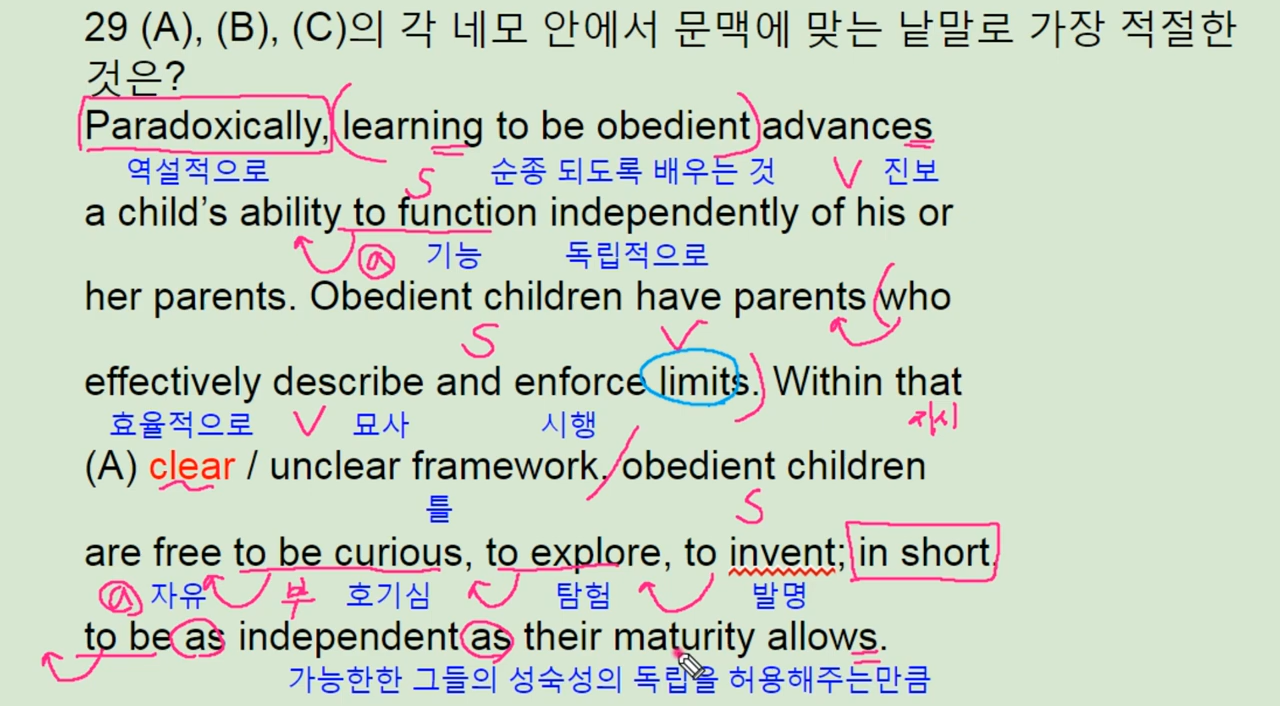 29 (A), (B), (C)의 각 네모 안에서 문맥에 맞는 낱말로 가장 적절한
것은?
Paradoxically, learning to be obedient advances
역설적으로 S 순종 되도록 배우는 것 V 진보
a child's ability to function independently of his or
ⓐ 기능 독립적으로
her parents. Obedient children have parents who
S V
effectively describe and enforce limits. Within that
효율적으로 V 묘사 시행 지시
(A) clear / unclear framework, obedient children
틀 S
are free to be curious, to explore, to invent; in short,
ⓐ 자유 부 호기심 탐험 발명
to be as independent as their maturity allows.
가능한한 그들의 성숙성의 독립을 허용해주는만큼